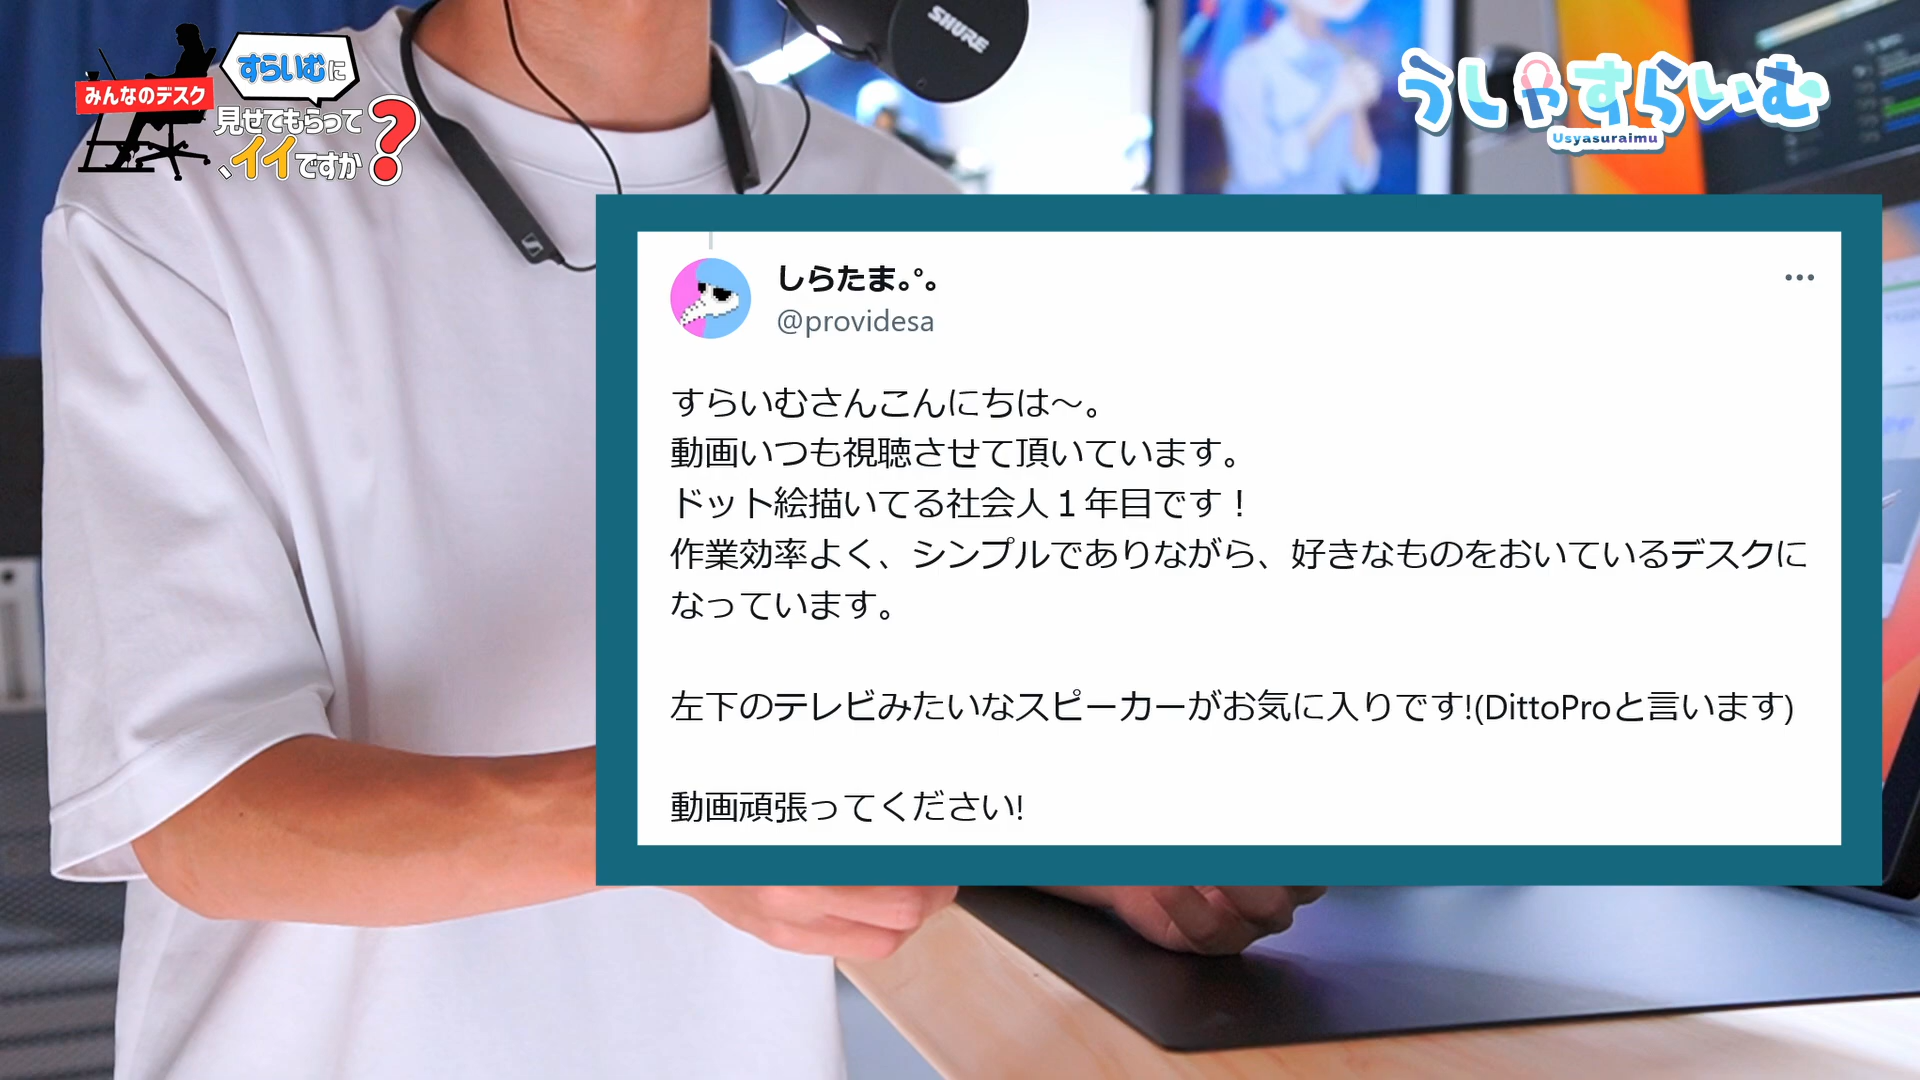 みんなのデスク
すらいむに
見せてもらって
、イイですか?
SHURE
うしゃすらいむ
Usyasuraimu
しらたま｡°｡
@providesa
すらいむさんこんにちは～。
動画いつも視聴させて頂いています。
ドット絵描いてる社会人１年目です！
作業効率よく、シンプルでありながら、好きなものをおいているデスクに
なっています。
左下のテレビみたいなスピーカーがお気に入りです!(DittoProと言います)
動画頑張ってください!